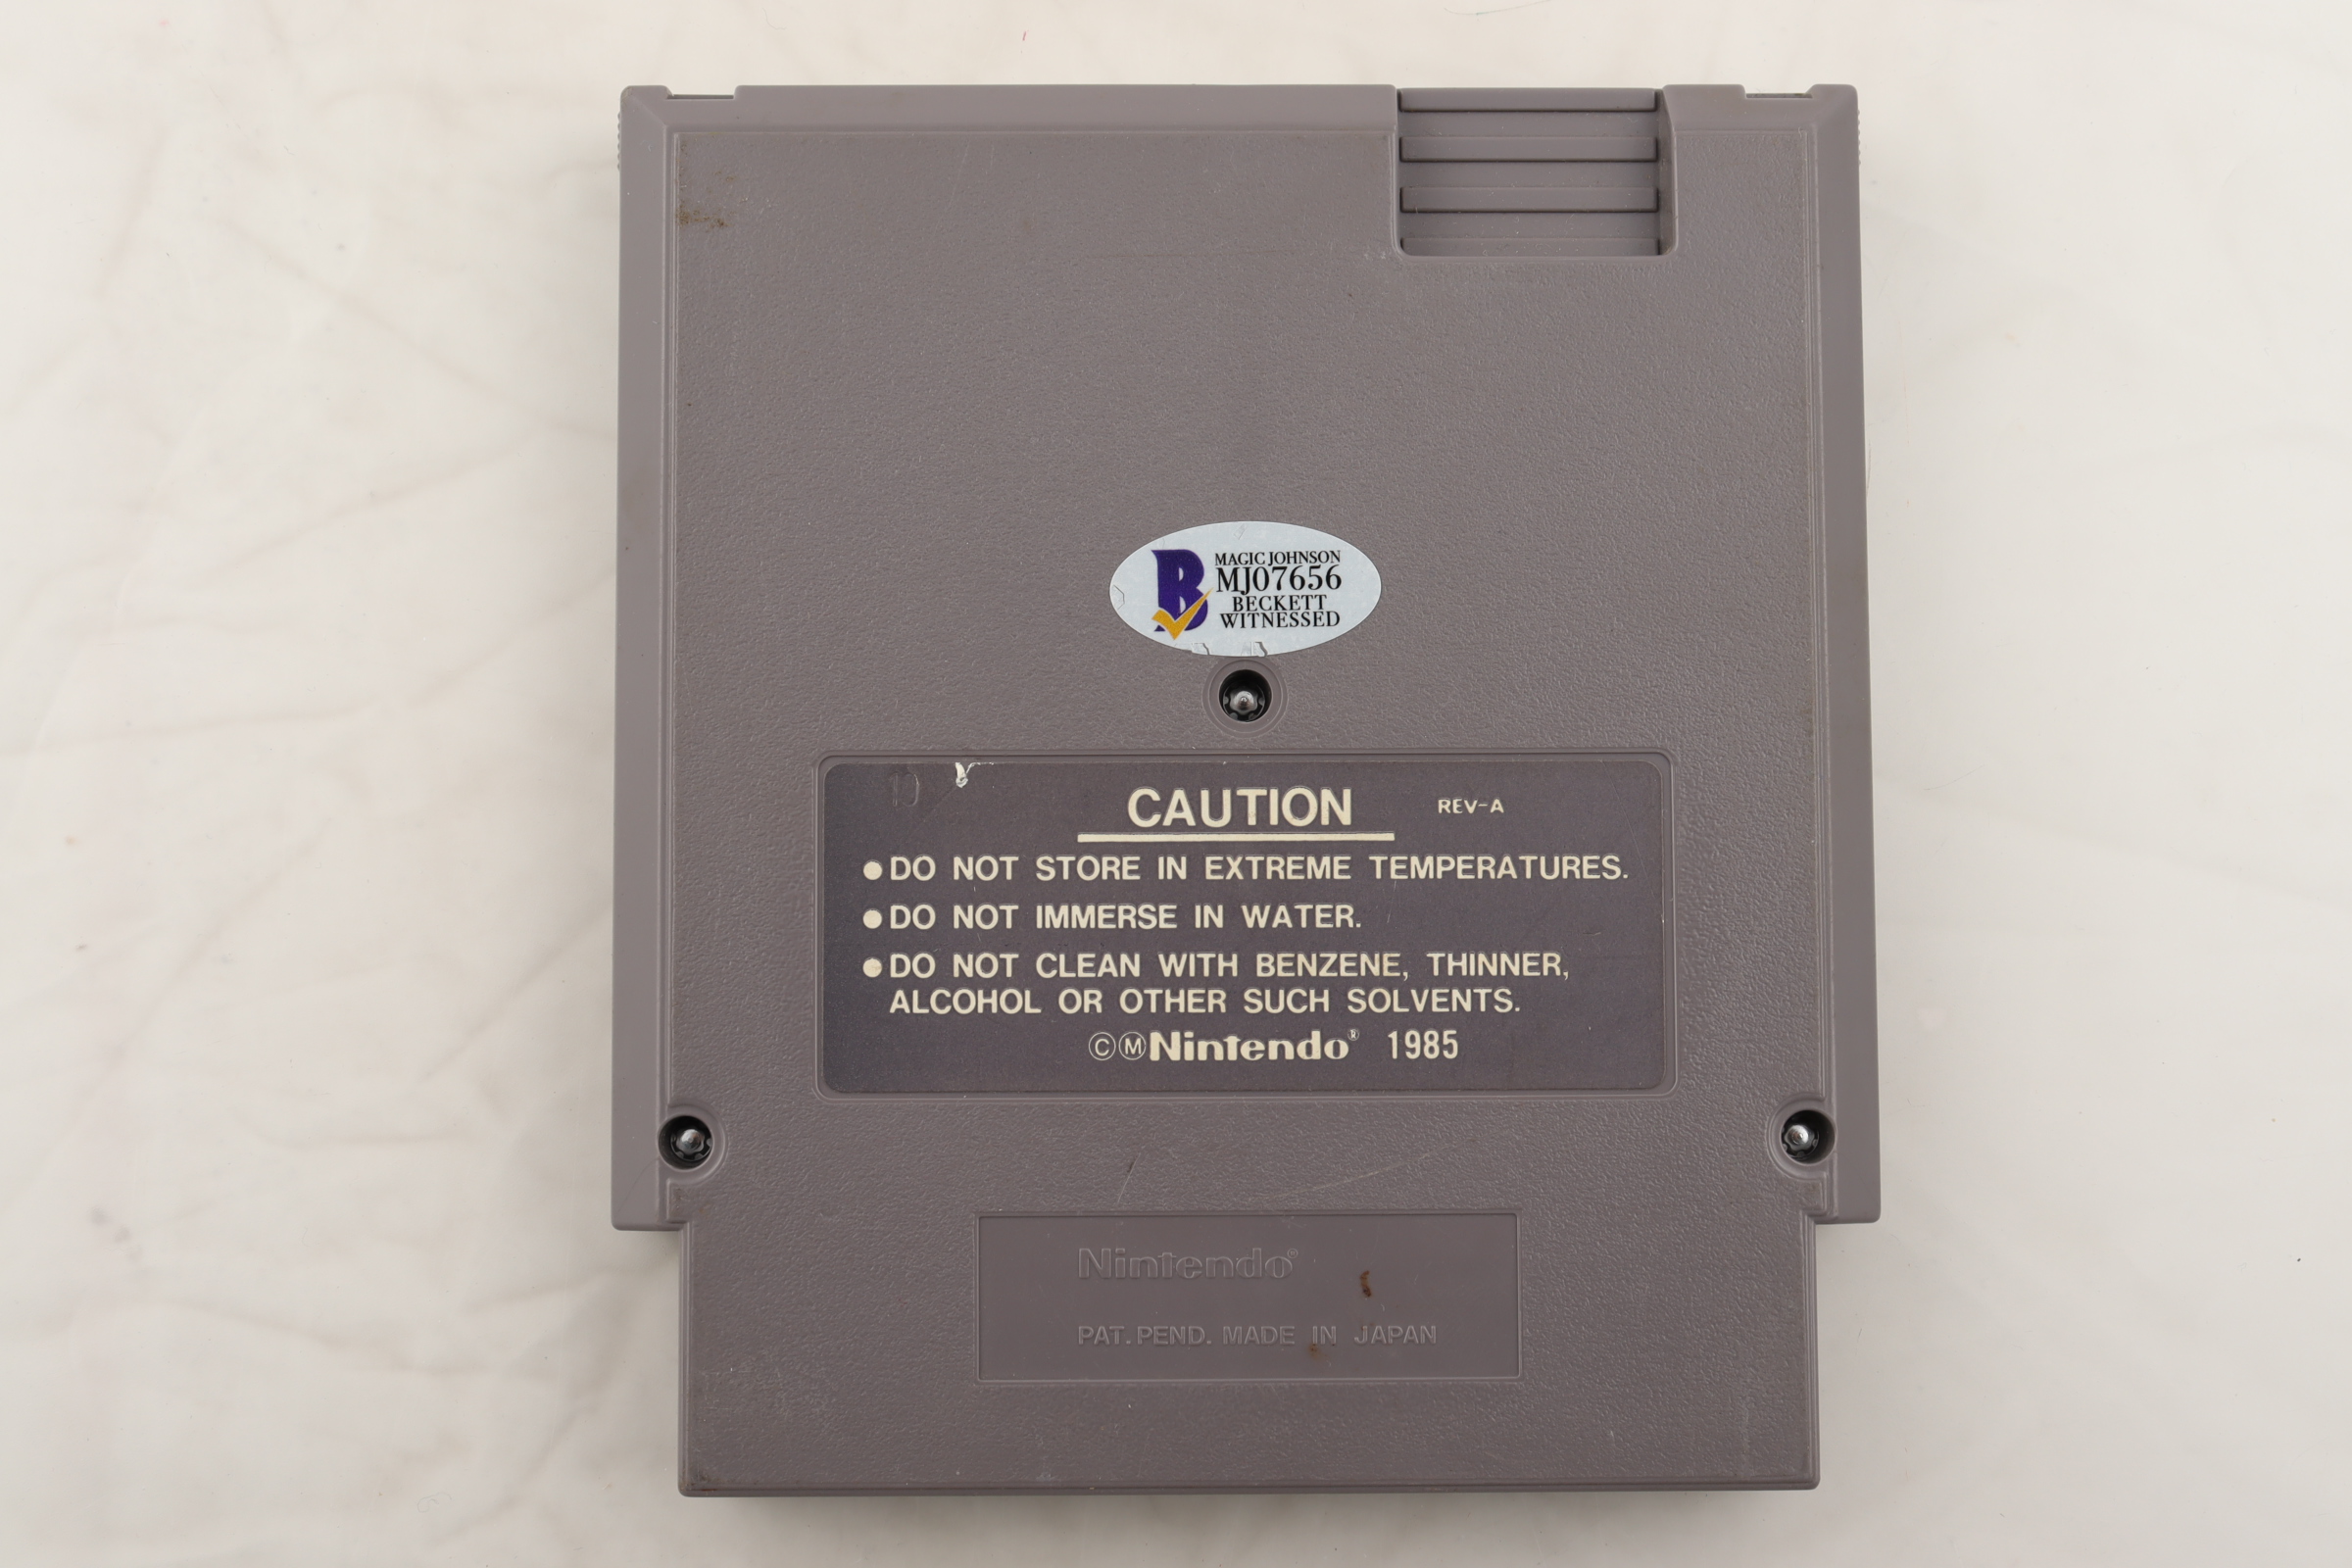 MAGIC JOHNSON
MJ07656
BECKETT
WITNESSED
CAUTION REV-A
●DO NOT STORE IN EXTREME TEMPERATURES.
●DO NOT IMMERSE IN WATER.
●DO NOT CLEAN WITH BENZENE, THINNER,
ALCOHOL OR OTHER SUCH SOLVENTS.
©ⓂNintendo® 1985
Nintendo®
PAT. PEND. MADE IN JAPAN